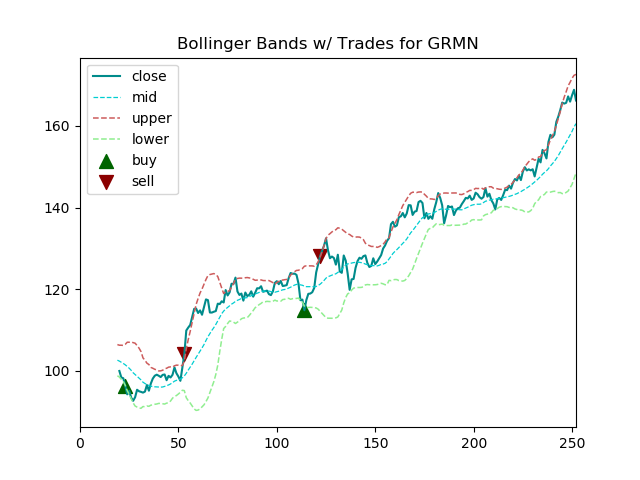 Bollinger Bands w/ Trades for GRMN
close
mid
upper
lower
buy
sell
160
140
120
100
0 50 100 150 200 250